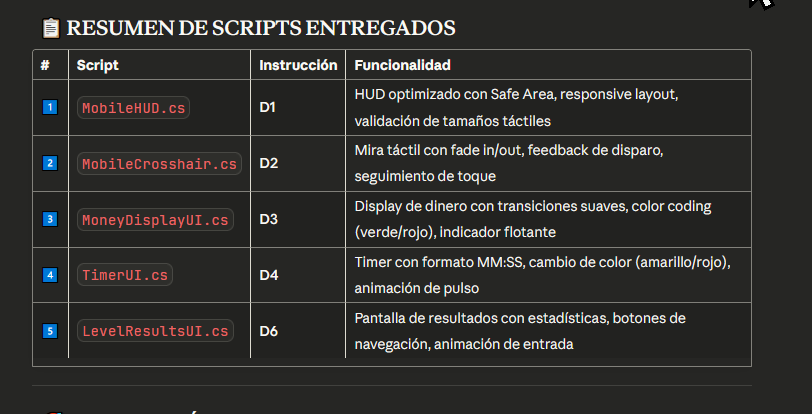 📋 RESUMEN DE SCRIPTS ENTREGADOS
# Script Instrucción Funcionalidad
1 MobileHUD.cs D1 HUD optimizado con Safe Area, responsive layout,
validación de tamaños táctiles
2 MobileCrosshair.cs D2 Mira táctil con fade in/out, feedback de disparo,
seguimiento de toque
3 MoneyDisplayUI.cs D3 Display de dinero con transiciones suaves, color coding
(verde/rojo), indicador flotante
4 TimerUI.cs D4 Timer con formato MM:SS, cambio de color (amarillo/rojo),
animación de pulso
5 LevelResultsUI.cs D6 Pantalla de resultados con estadísticas, botones de
navegación, animación de entrada